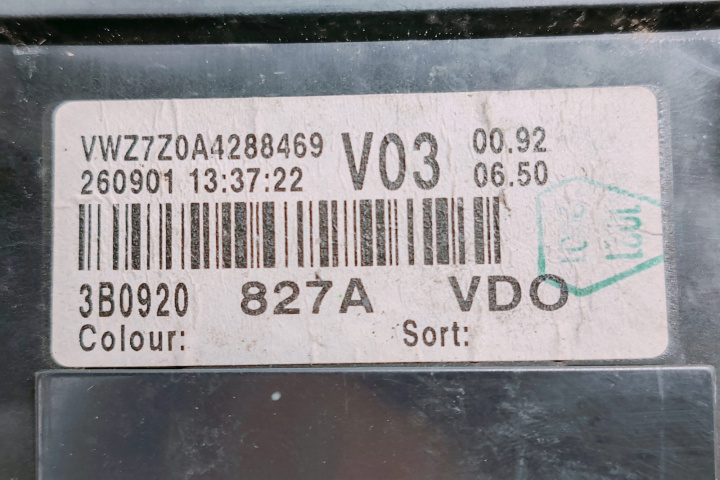 VWZ7Z0A4288469 V03 00.92
260901 13:37:22 06.50
3B0920 827A VDO
Colour: Sort: